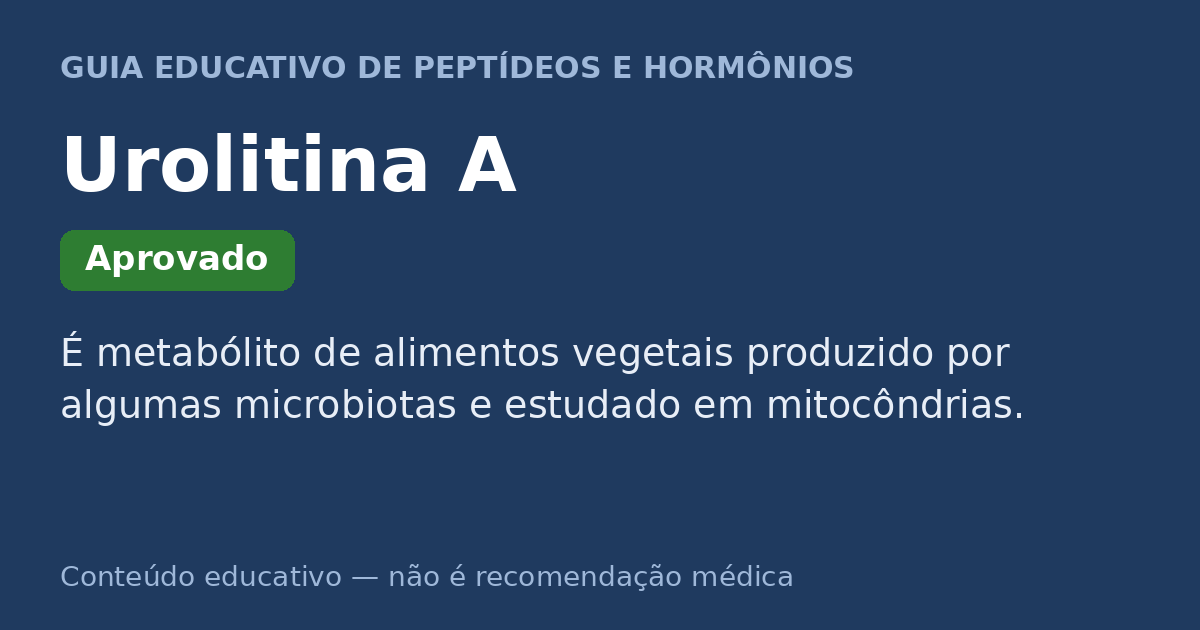 GUIA EDUCATIVO DE PEPTÍDEOS E HORMÔNIOS
Urolitina A
Aprovado
É metabólito de alimentos vegetais produzido por
algumas microbiotas e estudado em mitocôndrias.
Conteúdo educativo — não é recomendação médica